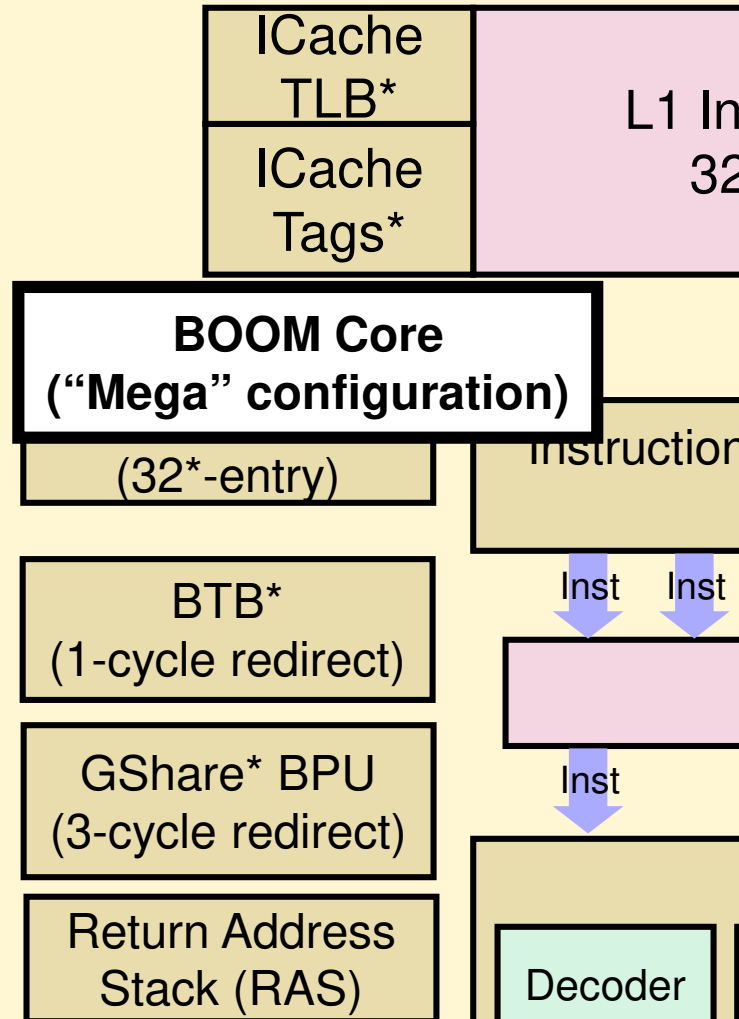 ICache
TLB*
L1 In
32
ICache
Tags*
BOOM Core
(“Mega” configuration)
Instruction
(32*-entry)
Inst Inst
BTB*
(1-cycle redirect)
GShare* BPU
(3-cycle redirect)
Inst
Return Address
Stack (RAS)
Decoder